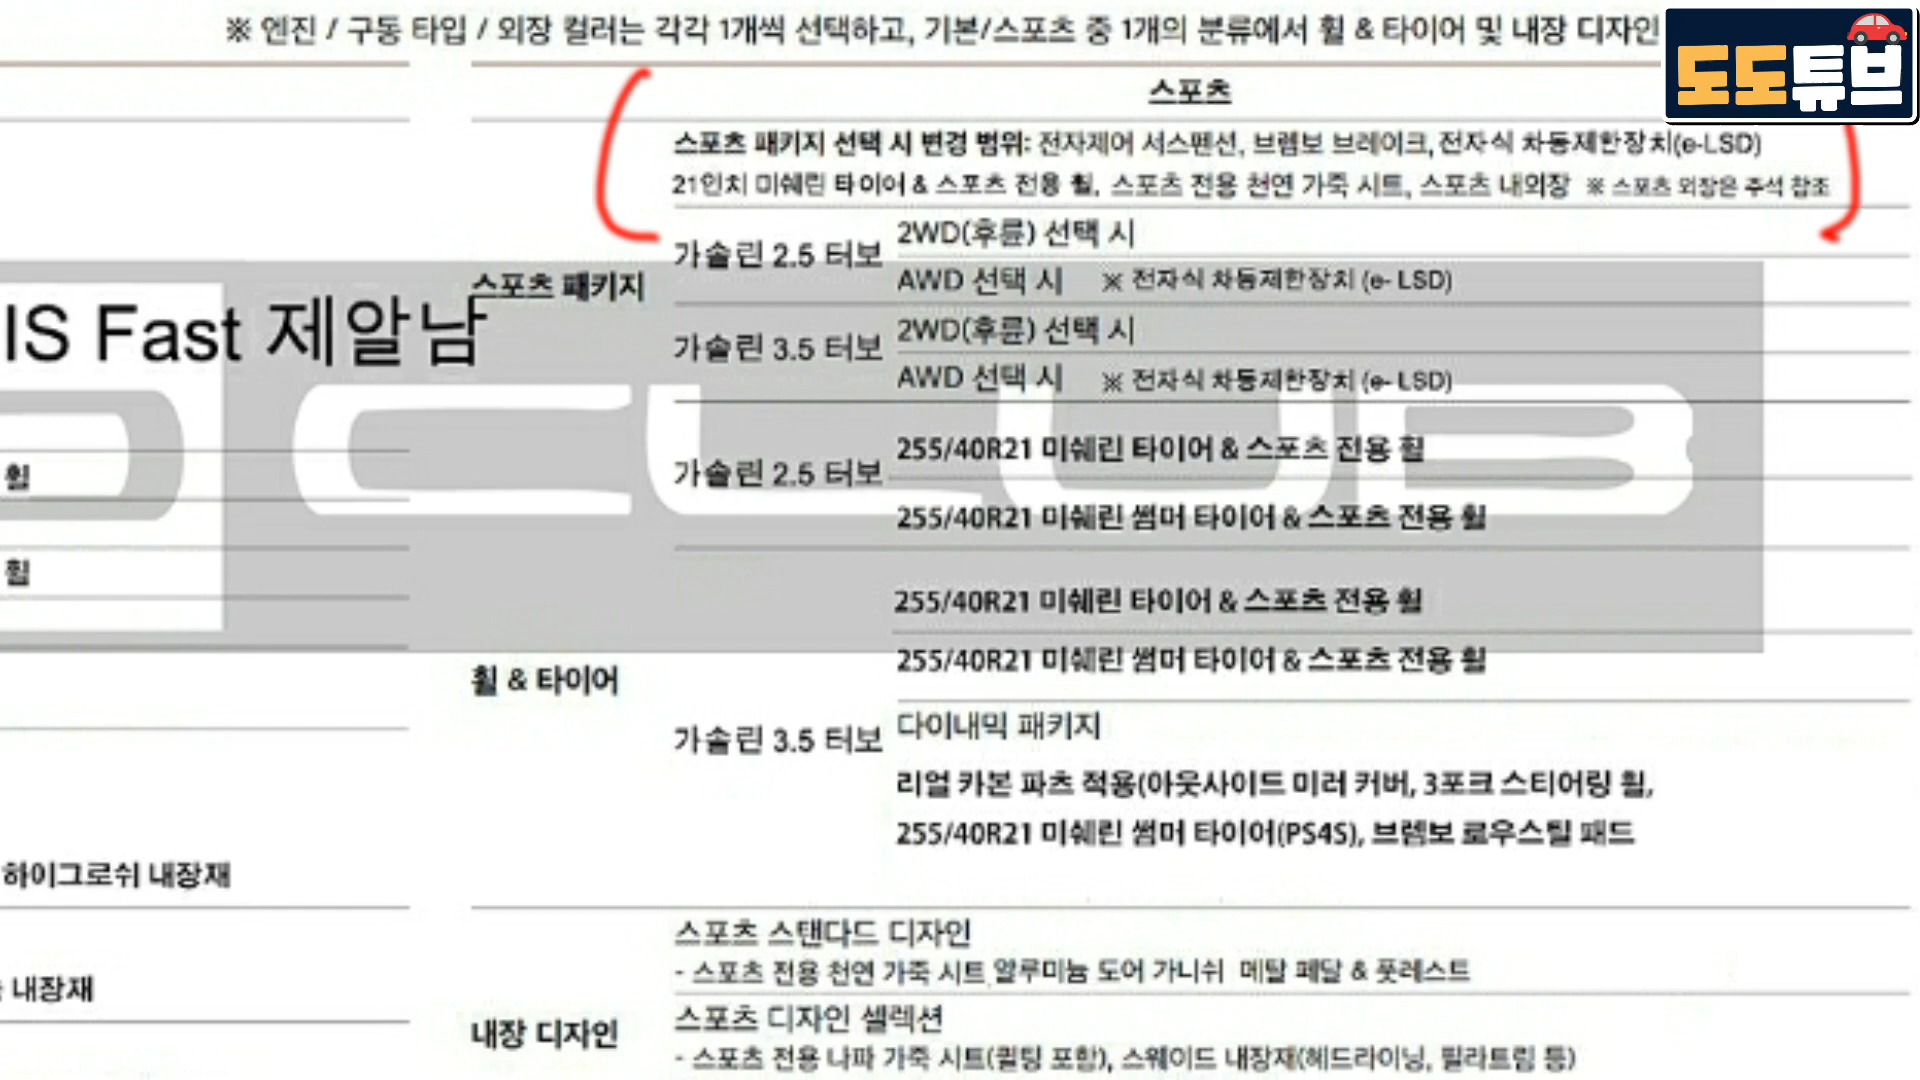 ※ 엔진 / 구동 타입 / 외장 컬러는 각각 1개씩 선택하고, 기본/스포츠 중 1개의 분류에서 휠 & 타이어 및 내장 디자인
도도튜브
스포츠
스포츠 패키지 선택 시 변경 범위: 전자제어 서스펜션, 브렘보 브레이크, 전자식 차동제한장치(e-LSD)
21인치 미쉐린 타이어 & 스포츠 전용 휠, 스포츠 전용 천연 가죽 시트, 스포츠 내외장 ※ 스포츠 외장은 주석 참조
스포츠 패키지
가솔린 2.5 터보
2WD(후륜) 선택 시
AWD 선택 시 ※ 전자식 차동제한장치 (e- LSD)
가솔린 3.5 터보
2WD(후륜) 선택 시
AWD 선택 시 ※ 전자식 차동제한장치 (e- LSD)
IS Fast 제알남
CLUB
휠
휠
하이그로쉬 내장재
내장재
휠 & 타이어
가솔린 2.5 터보
255/40R21 미쉐린 타이어 & 스포츠 전용 휠
255/40R21 미쉐린 썸머 타이어 & 스포츠 전용 휠
가솔린 3.5 터보
255/40R21 미쉐린 타이어 & 스포츠 전용 휠
255/40R21 미쉐린 썸머 타이어 & 스포츠 전용 휠
다이내믹 패키지
리얼 카본 파츠 적용(아웃사이드 미러 커버, 3포크 스티어링 휠,
255/40R21 미쉐린 썸머 타이어(PS4S), 브렘보 로우스틸 패드
내장 디자인
스포츠 스탠다드 디자인
- 스포츠 전용 천연 가죽 시트 알루미늄 도어 가니쉬 메탈 페달 & 풋레스트
스포츠 디자인 셀렉션
- 스포츠 전용 나파 가죽 시트(퀼팅 포함), 스웨이드 내장재(헤드라이닝, 필라트림 등)